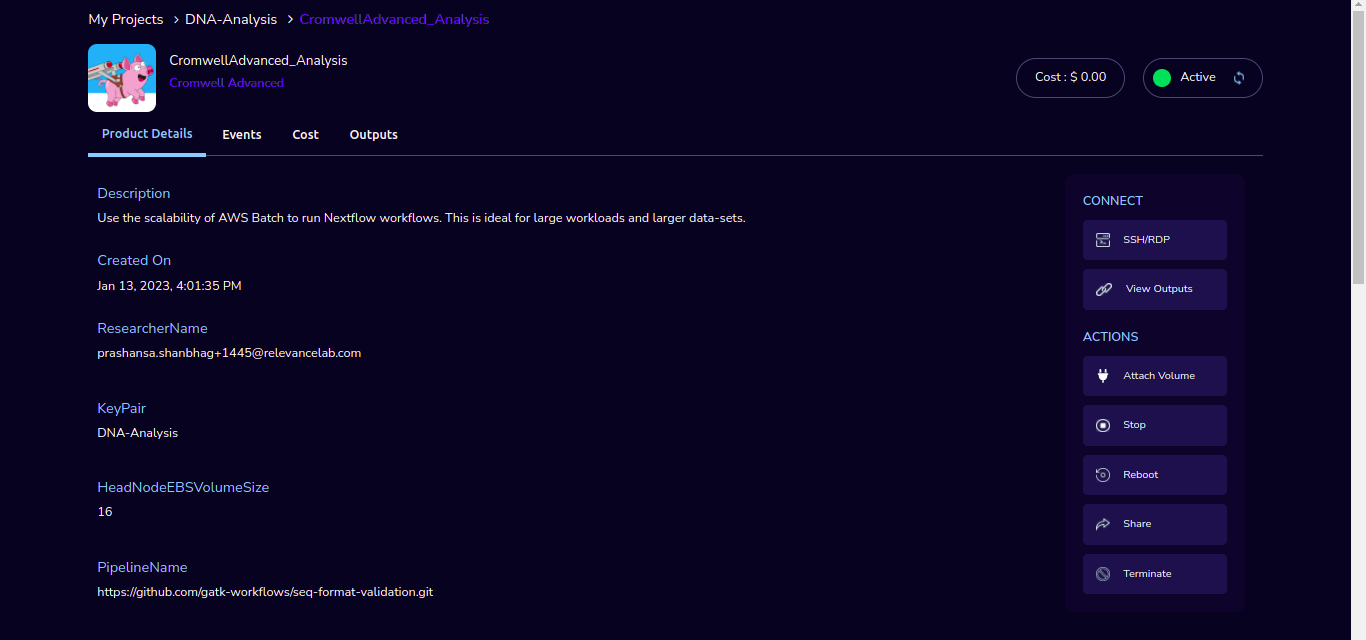 My Projects > DNA-Analysis > CromwellAdvanced_Analysis
CromwellAdvanced_Analysis
Cromwell Advanced
Cost : $ 0.00
Active
Product Details
Events
Cost
Outputs
Description
Use the scalability of AWS Batch to run Nextflow workflows. This is ideal for large workloads and larger data-sets.
Created On
Jan 13, 2023, 4:01:35 PM
ResearcherName
prashansa.shanbhag+1445@relevancelab.com
KeyPair
DNA-Analysis
HeadNodeEBSVolumeSize
16
PipelineName
https://github.com/gatk-workflows/seq-format-validation.git
CONNECT
SSH/RDP
View Outputs
ACTIONS
Attach Volume
Stop
Reboot
Share
Terminate